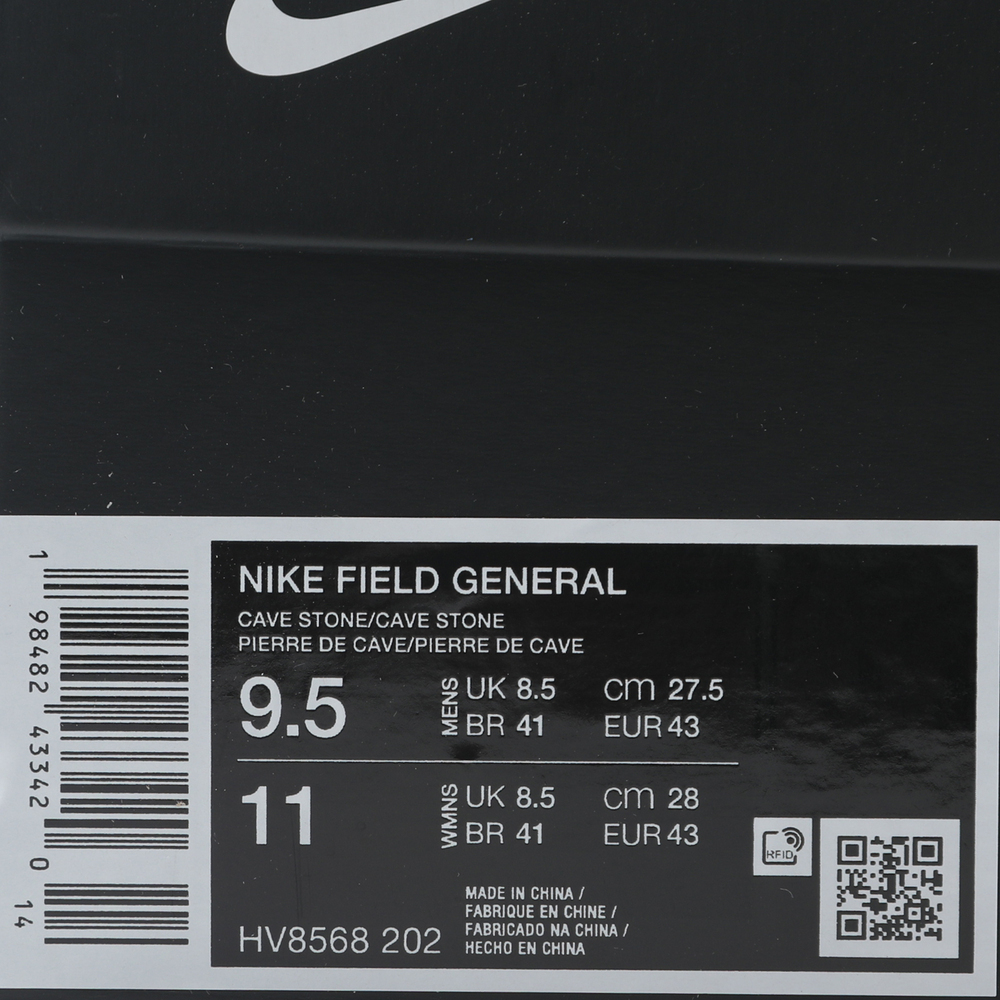 NIKE FIELD GENERAL
CAVE STONE/CAVE STONE
PIERRE DE CAVE/PIERRE DE CAVE
9.5 MENS UK 8.5 cm 27.5
BR 41 EUR 43
11 WMNS UK 8.5 cm 28
BR 41 EUR 43
MADE IN CHINA /
FABRIQUE EN CHINE /
FABRICADO NA CHINA /
HECHO EN CHINA
HV8568 202
RFID
1 98482 43342 0 14